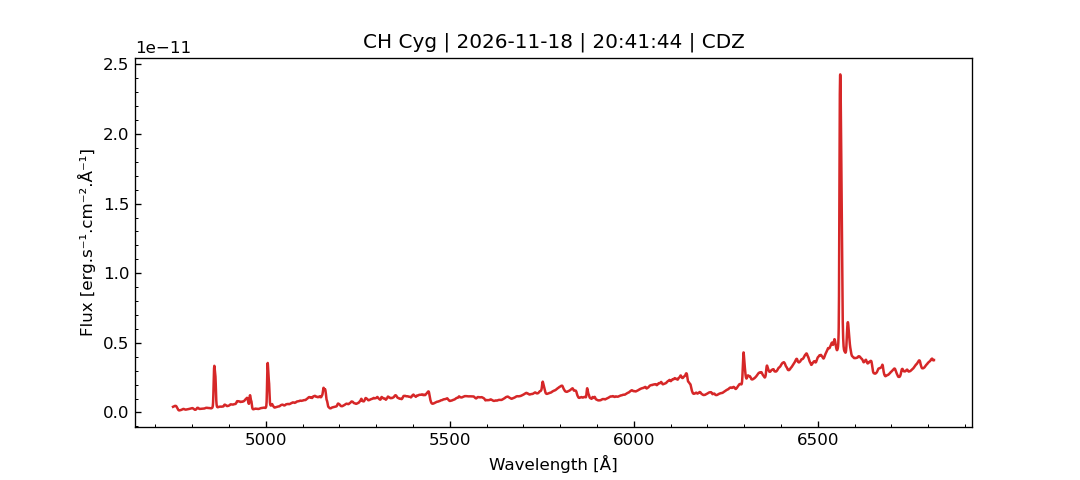 CH Cyg | 2026-11-18 | 20:41:44 | CDZ
1e−11
2.5
2.0
1.5
1.0
0.5
0.0
Flux [erg.s⁻¹.cm⁻².Å⁻¹]
5000 5500 6000 6500
Wavelength [Å]